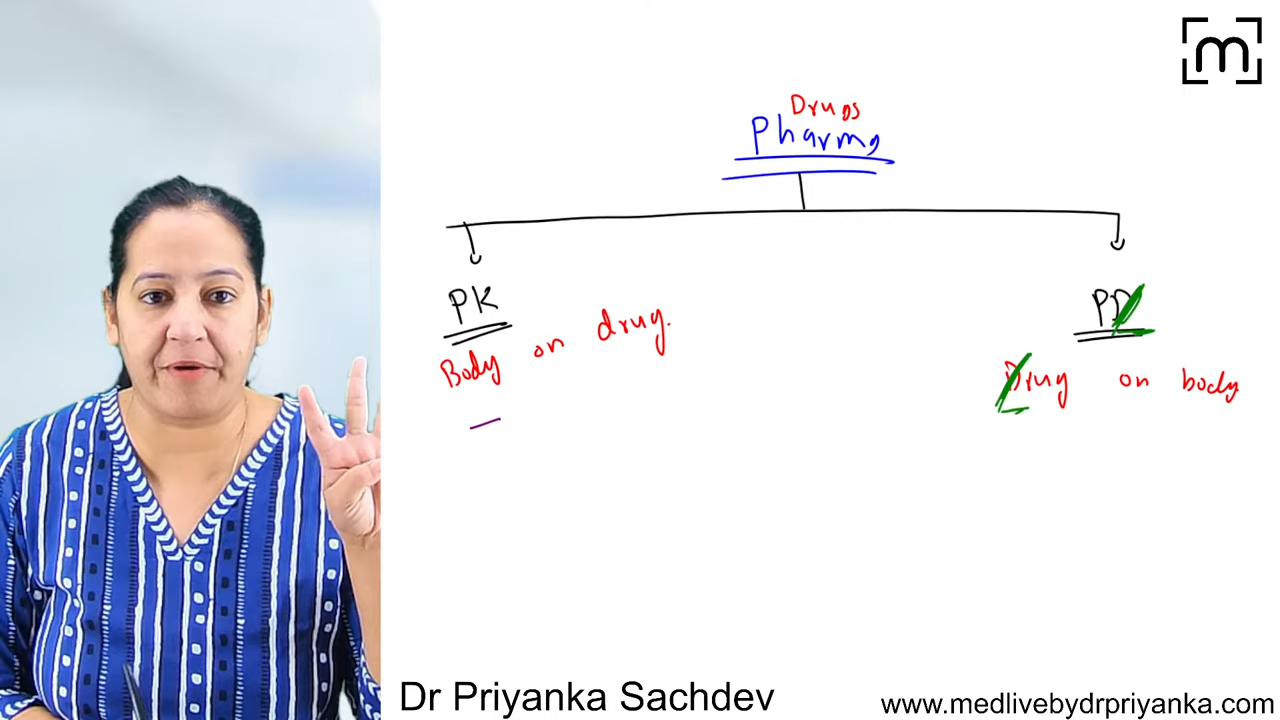 m
Drugs
Pharma
PK
PD
Body on drug.
Drug on body
Dr Priyanka Sachdev
www.medlivebydrpriyanka.com